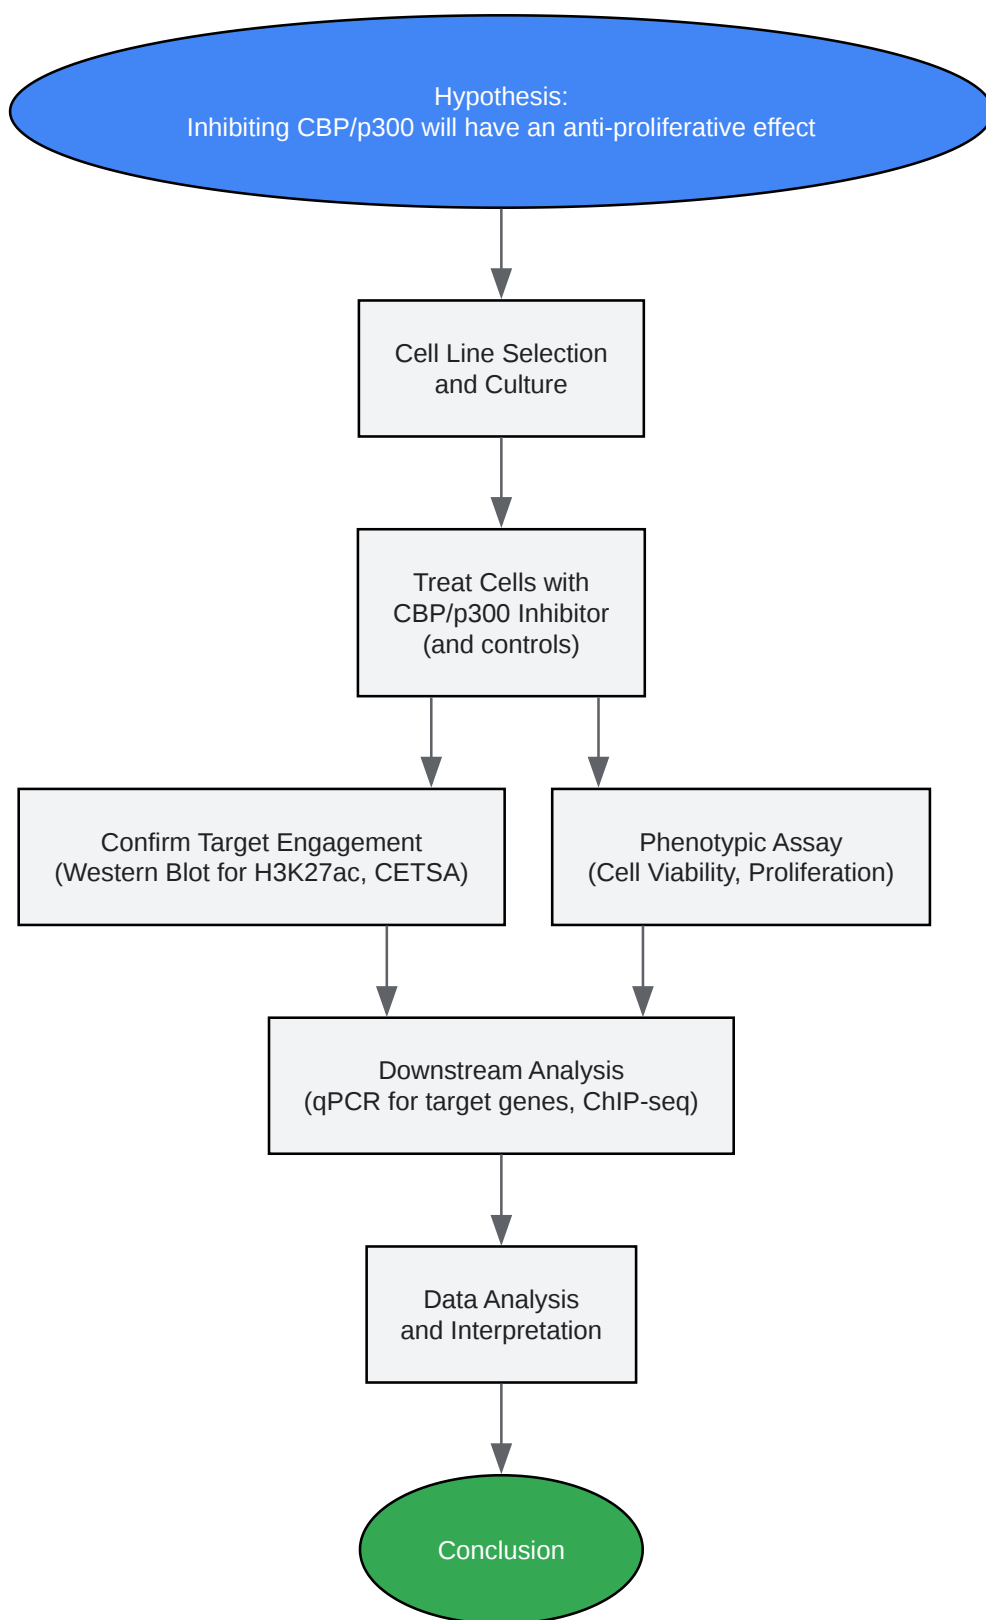 Hypothesis:
Inhibiting CBP/p300 will have an anti-proliferative effect
Cell Line Selection
and Culture
Treat Cells with
CBP/p300 Inhibitor
(and controls)
Confirm Target Engagement
(Western Blot for H3K27ac, CETSA)
Phenotypic Assay
(Cell Viability, Proliferation)
Downstream Analysis
(qPCR for target genes, ChIP-seq)
Data Analysis
and Interpretation
Conclusion